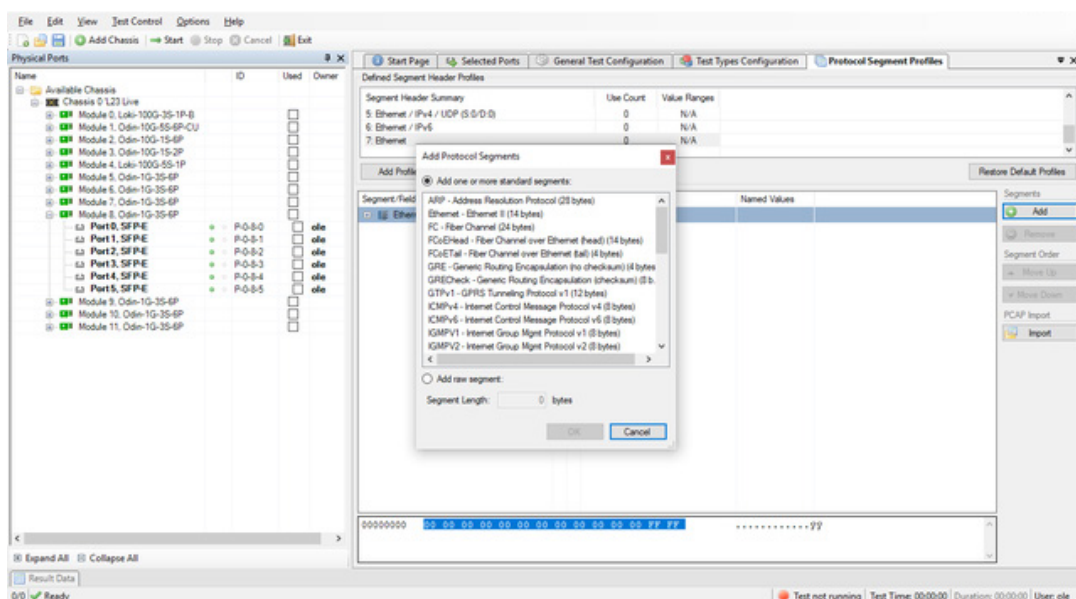 File Edit View Test Control Options Help
Add Chassis Start Stop Cancel Exit
Physical Ports
Name ID Used Owner
Available Chassis
Chassis 0 'L23 Live
Module 0, Loki-100G-3S-1P-B
Module 1, Odin-10G-5S-6P-CU
Module 2, Odin-10G-1S-6P
Module 3, Odin-10G-1S-2P
Module 4, Loki-100G-5S-1P
Module 5, Odin-1G-3S-6P
Module 6, Odin-1G-3S-6P
Module 7, Odin-1G-3S-6P
Module 8, Odin-1G-3S-6P
Port 0, SFP-E P-0-8-0 ole
Port 1, SFP-E P-0-8-1 ole
Port 2, SFP-E P-0-8-2 ole
Port 3, SFP-E P-0-8-3 ole
Port 4, SFP-E P-0-8-4 ole
Port 5, SFP-E P-0-8-5 ole
Module 9, Odin-1G-3S-6P
Module 10, Odin-1G-3S-6P
Module 11, Odin-1G-3S-6P
Expand All Collapse All
Start Page Selected Ports General Test Configuration Test Types Configuration Protocol Segment Profiles
Defined Segment Header Profiles
Segment Header Summary Use Count Value Ranges
5: Ethernet / IPv4 / UDP (S:0/D:0) 0 N/A
6: Ethernet / IPv6 0 N/A
7: Ethernet 0 N/A
Add Profile Restore Default Profiles
Segment/Field Named Values
Add Protocol Segments
Add one or more standard segments:
ARP - Address Resolution Protocol (28 bytes)
Ethernet - Ethernet II (14 bytes)
FC - Fiber Channel (24 bytes)
FCoEHead - Fiber Channel over Ethernet (head) (14 bytes)
FCoETail - Fiber Channel over Ethernet (tail) (4 bytes)
GRE - Generic Routing Encapsulation (no checksum) (4 bytes
GRECheck - Generic Routing Encapsulation (checksum) (8 b.
GTPv1 - GPRS Tunneling Protocol v1 (12 bytes)
ICMPv4 - Internet Control Message Protocol v4 (8 bytes)
ICMPv6 - Internet Control Message Protocol v6 (8 bytes)
IGMPV1 - Internet Group Mgmt Protocol v1 (8 bytes)
IGMPV2 - Internet Group Mgmt Protocol v2 (8 bytes)
Add raw segment:
Segment Length: 0 bytes
OK Cancel
Segments
Add
Remove
Segment Order
Move Up
Move Down
PCAP Import
Import
00000000 00 00 00 00 00 00 00 00 00 00 00 00 FF FF ............ÿÿ
Result Data
0/0 Ready Test not running Test Time: 00:00:00 Duration: 00:00:00 User: ole